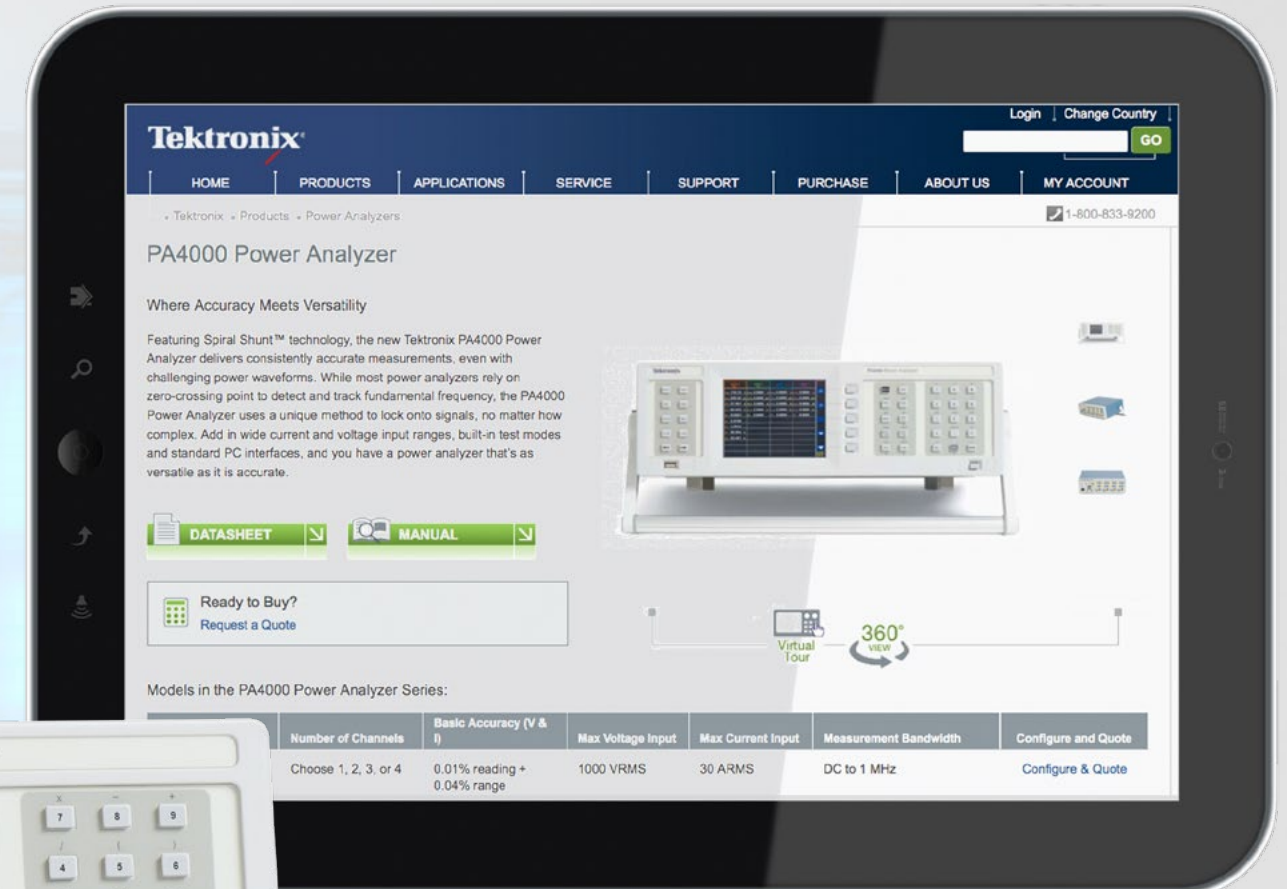 Login | Change Country
Tektronix
GO
HOME PRODUCTS APPLICATIONS SERVICE SUPPORT PURCHASE ABOUT US MY ACCOUNT
Tektronix Products Power Analyzers
1-800-833-9200
PA4000 Power Analyzer
Where Accuracy Meets Versatility
Featuring Spiral Shunt™ technology, the new Tektronix PA4000 Power
Analyzer delivers consistently accurate measurements, even with
challenging power waveforms. While most power analyzers rely on
zero-crossing point to detect and track fundamental frequency, the PA4000
Power Analyzer uses a unique method to lock onto signals, no matter how
complex. Add in wide current and voltage input ranges, built-in test modes
and standard PC interfaces, and you have a power analyzer that's as
versatile as it is accurate.
Tektronix
DATASHEET MANUAL
Ready to Buy?
Request a Quote
Virtual
Tour
360°
VIEW
Models in the PA4000 Power Analyzer Series:
Number of Channels Basic Accuracy (V & I) Max Voltage Input Max Current Input Measurement Bandwidth Configure and Quote
Choose 1, 2, 3, or 4 0.01% reading + 1000 VRMS 30 ARMS DC to 1 MHz Configure & Quote
0.04% range
x - +
7 8 9
/ ( )
4 5 6